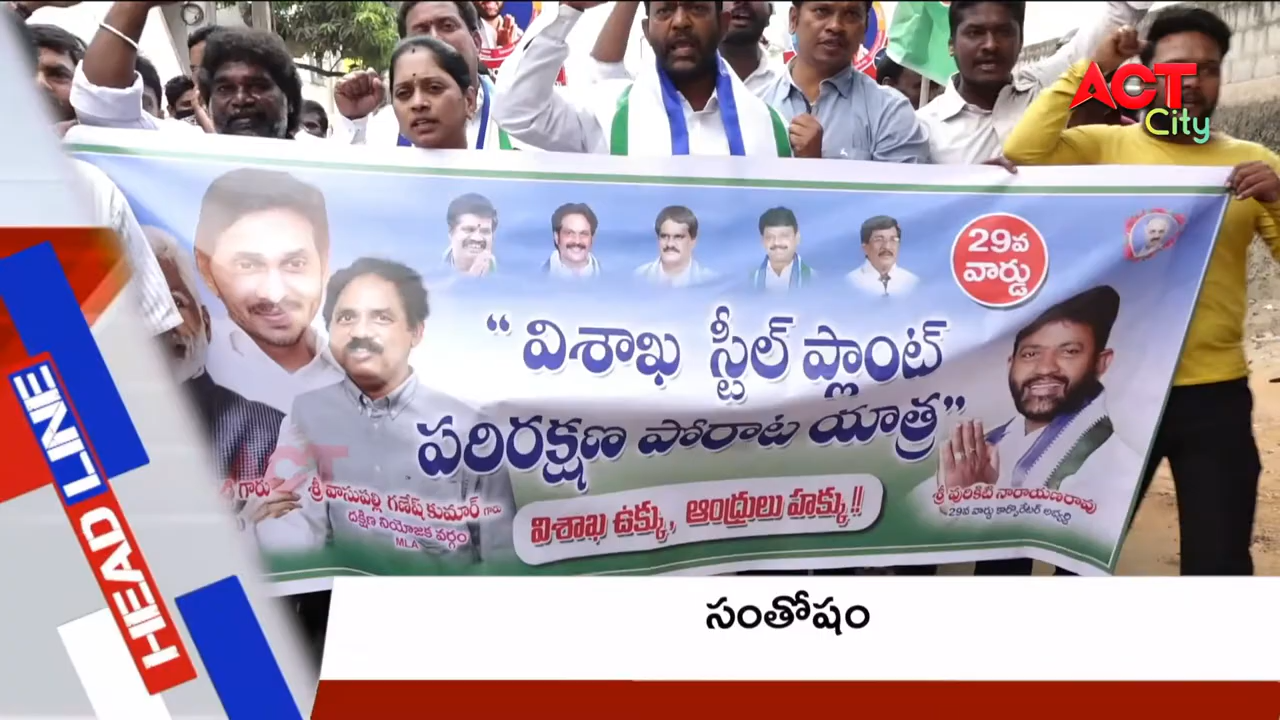 ACT
City
29వ
వార్డు
“ విశాఖ స్టీల్ ప్లాంట్
పరిరక్షణ పోరాట యాత్ర”
విశాఖ ఉక్కు, ఆంధ్రులు హక్కు!!
గారు
శ్రీ వాసుపల్లి గణేష్ కుమార్ గారు
దక్షిణ నియోజక వర్గం
MLA
శ్రీ పురికిటి నారాయణరావు
29వ వార్డు కార్పొరేటర్ అభ్యర్ధి
HEAD LINE
సంతోషం